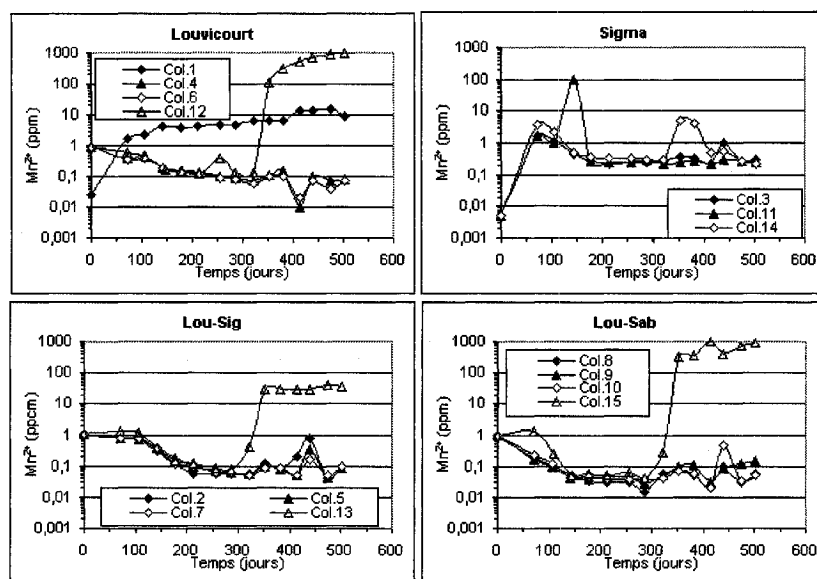 Louvicourt
Mn²⁺ (ppm)
1000
100
10
1
0,1
0,01
0,001
Col.1
Col.4
Col.6
Col.12
0 100 200 300 400 500 600
Temps (jours)
Sigma
Mn²⁺ (ppm)
1000
100
10
1
0,1
0,01
0,001
Col.3
Col.11
Col.14
0 100 200 300 400 500 600
Temps (jours)
Lou-Sig
Mn²⁺ (ppcm)
1000
100
10
1
0,1
0,01
0,001
Col.2 Col.5
Col.7 Col.13
0 100 200 300 400 500 600
Temps (jours)
Lou-Sab
Mn²⁺ (ppm)
1000
100
10
1
0,1
0,01
0,001
Col.8
Col.9
Col.10
Col.15
0 100 200 300 400 500 600
Temps (jours)